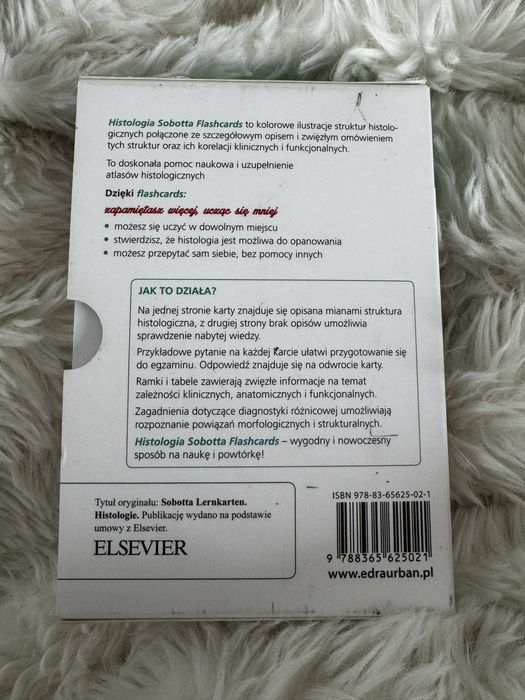 Histologia Sobotta Flashcards to kolorowe ilustracje struktur histolo-
gicznych połączone ze szczegółowym opisem i zwięzłym omówieniem
tych struktur oraz ich korelacji klinicznych i funkcjonalnych.
To doskonała pomoc naukowa i uzupełnienie
atlasów histologicznych
Dzięki flashcards:
zapamiętasz więcej, ucząc się mniej
• możesz się uczyć w dowolnym miejscu
• stwierdzisz, że histologia jest możliwa do opanowania
• możesz przepytać sam siebie, bez pomocy innych
JAK TO DZIAŁA?
Na jednej stronie karty znajduje się opisana mianami struktura
histologiczna, z drugiej strony brak opisów umożliwia
sprawdzenie nabytej wiedzy.
Przykładowe pytanie na każdej karcie ułatwi przygotowanie się
do egzaminu. Odpowiedź znajduje się na odwrocie karty.
Ramki i tabele zawierają zwięzłe informacje na temat
zależności klinicznych, anatomicznych i funkcjonalnych.
Zagadnienia dotyczące diagnostyki różnicowej umożliwiają
rozpoznanie powiązań morfologicznych i strukturalnych.
Histologia Sobotta Flashcards – wygodny i nowoczesny
sposób na naukę i powtórkę!
Tytuł oryginału: Sobotta Lernkarten.
Histologie. Publikację wydano na podstawie
umowy z Elsevier.
ELSEVIER
ISBN 978-83-65625-02-1
9 788365 625021
www.edraurban.pl